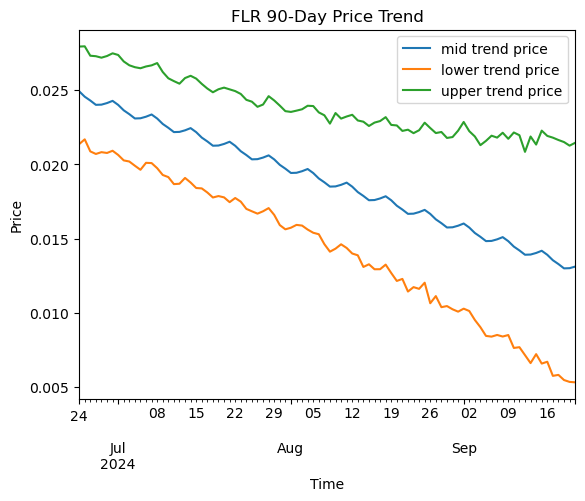 FLR 90-Day Price Trend
mid trend price
lower trend price
upper trend price
0.025
0.020
0.015
0.010
0.005
Price
24 08 15 22 29 05 12 19 26 02 09 16
Jul Aug Sep
2024
Time